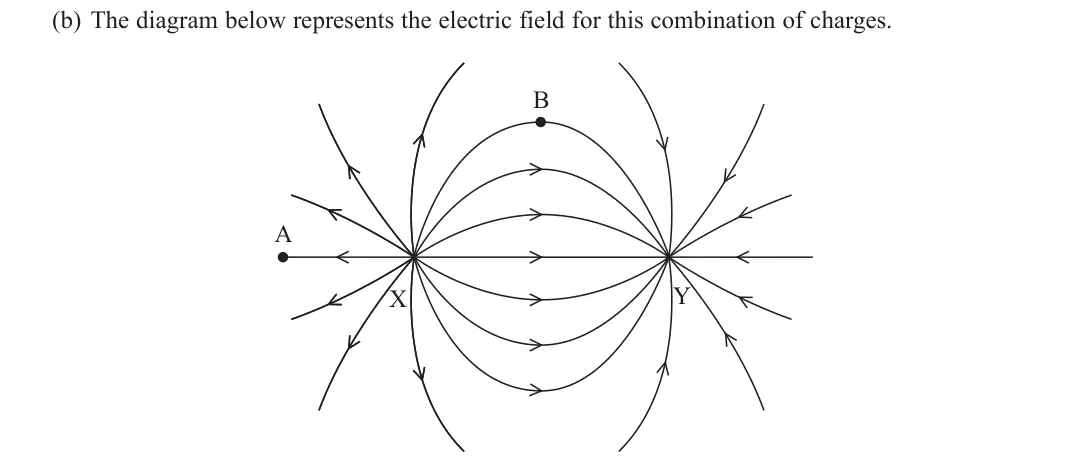 (b) The diagram below represents the electric field for this combination of charges.
B
A
X
Y